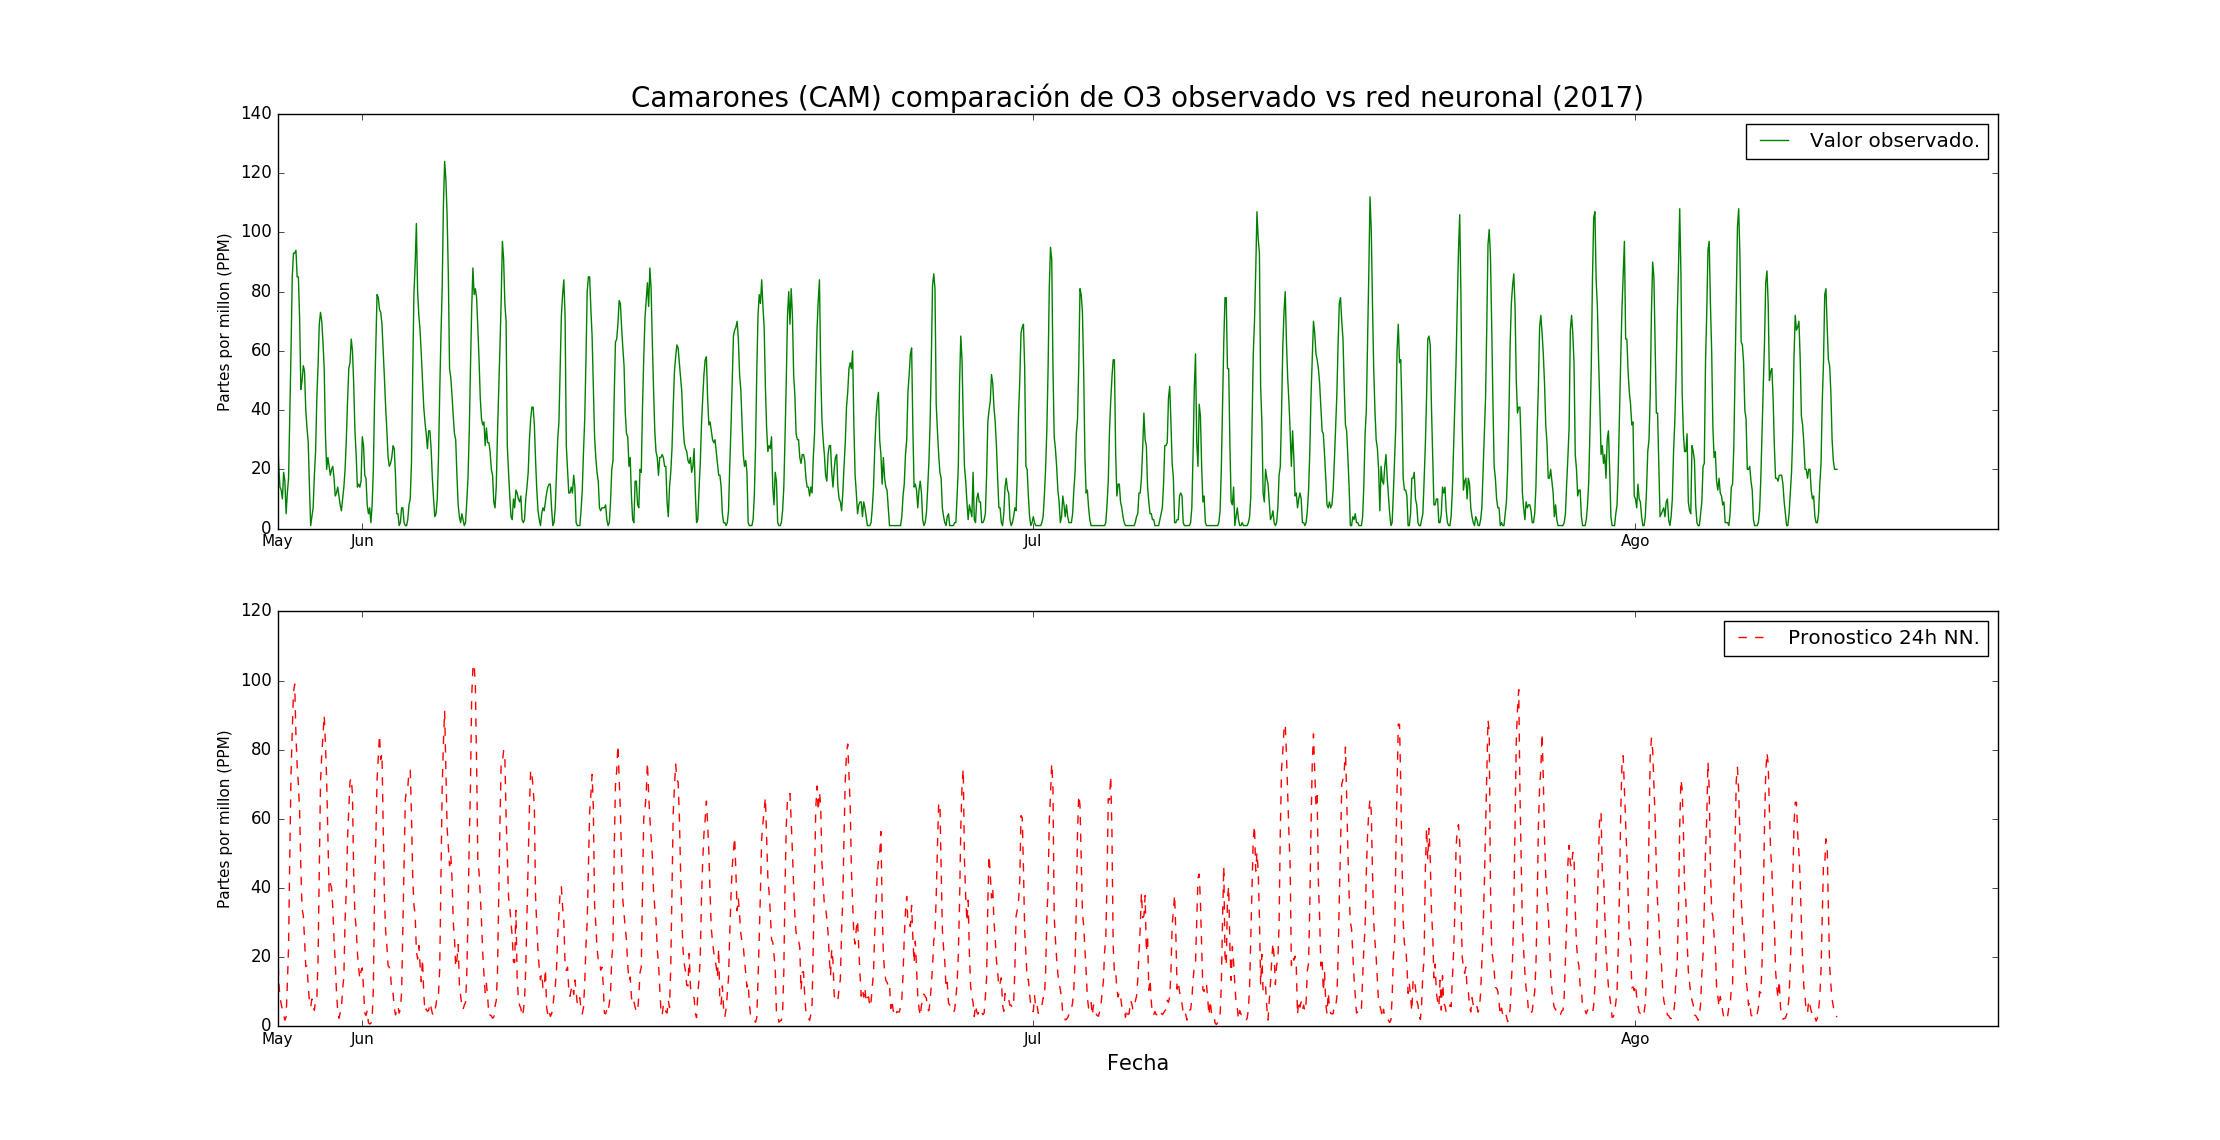 Camarones (CAM) comparación de O3 observado vs red neuronal (2017)
140
120
100
80
60
40
20
0
Partes por millon (PPM)
Valor observado.
May
Jun
Jul
Ago
120
100
80
60
40
20
0
Partes por millon (PPM)
Pronostico 24h NN.
May
Jun
Jul
Ago
Fecha